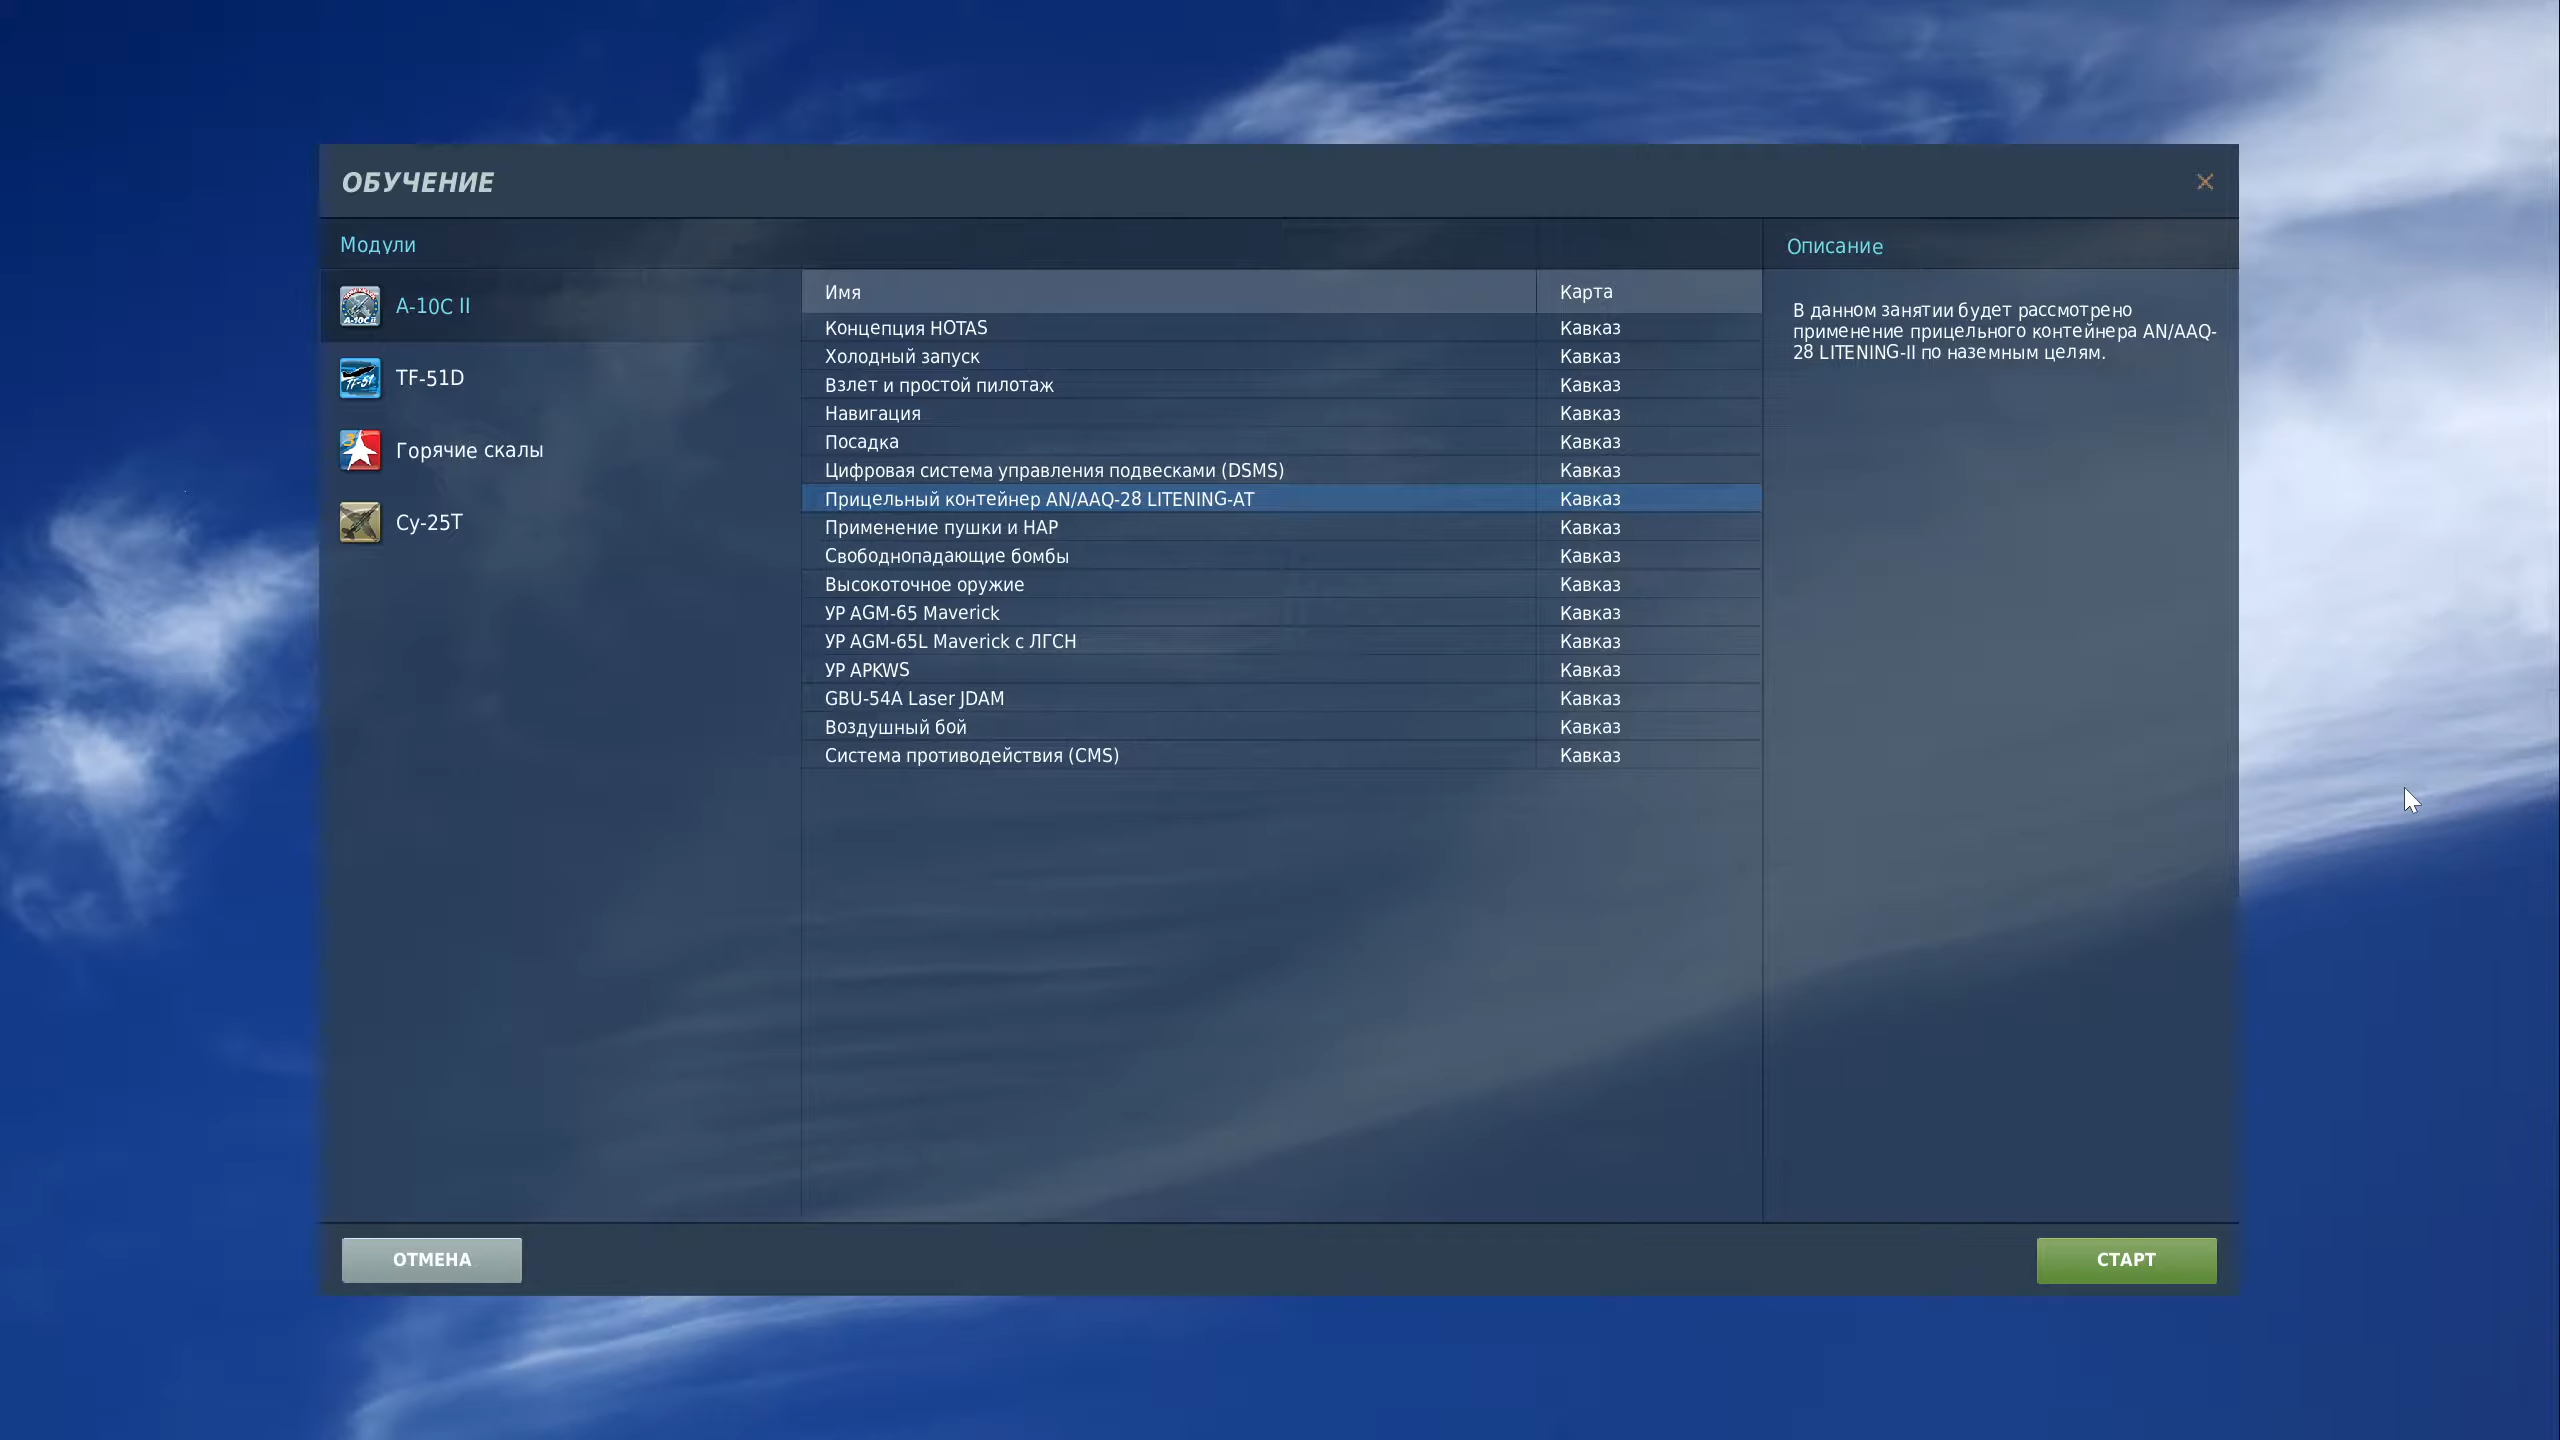 ОБУЧЕНИЕ
Модули
Описание
A-10C II
TF-51D
Горячие скалы
Су-25Т
Имя Карта
Концепция HOTAS Кавказ
Холодный запуск Кавказ
Взлет и простой пилотаж Кавказ
Навигация Кавказ
Посадка Кавказ
Цифровая система управления подвесками (DSMS) Кавказ
Прицельный контейнер AN/AAQ-28 LITENING-AT Кавказ
Применение пушки и НАР Кавказ
Свободнопадающие бомбы Кавказ
Высокоточное оружие Кавказ
УР AGM-65 Maverick Кавказ
УР AGM-65L Maverick с ЛГСН Кавказ
УР APKWS Кавказ
GBU-54A Laser JDAM Кавказ
Воздушный бой Кавказ
Система противодействия (CMS) Кавказ
В данном занятии будет рассмотрено
применение прицельного контейнера AN/AAQ-
28 LITENING-II по наземным целям.
ОТМЕНА
СТАРТ